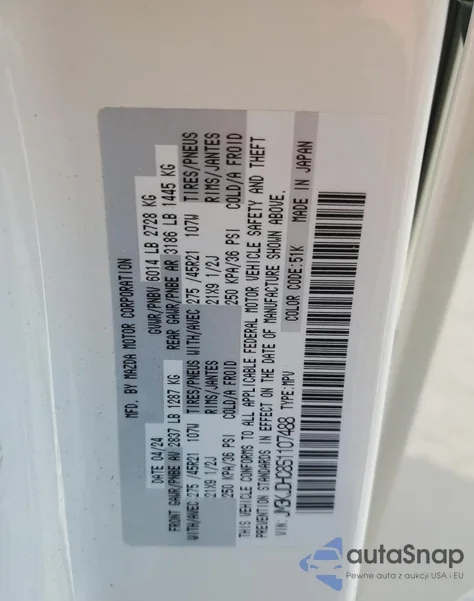 MFD. BY MAZDA MOTOR CORPORATION
DATE 04/24 GVWR/PNBV 6014 LB 2728 KG
FRONT GAWR/PNBE AV 2837 LB 1287 KG REAR GAWR/PNBE AR 3186 LB 1445 KG
WITH/AVEC 275 /45R21 107W TIRES/PNEUS WITH/AVEC 275 /45R21 107W TIRES/PNEUS
21X9 1/2J RIMS/JANTES 21X9 1/2J RIMS/JANTES
250 KPA/36 PSI COLD/A FROID 250 KPA/36 PSI COLD/A FROID
THIS VEHICLE CONFORMS TO ALL APPLICABLE FEDERAL MOTOR VEHICLE SAFETY AND THEFT
PREVENTION STANDARDS IN EFFECT ON THE DATE OF MANUFACTURE SHOWN ABOVE.
VIN: JM3KJDHC851107488 TYPE:MPV COLOR CODE:51K MADE IN JAPAN
autoSnap
Pewne auta z aukcji USA i EU